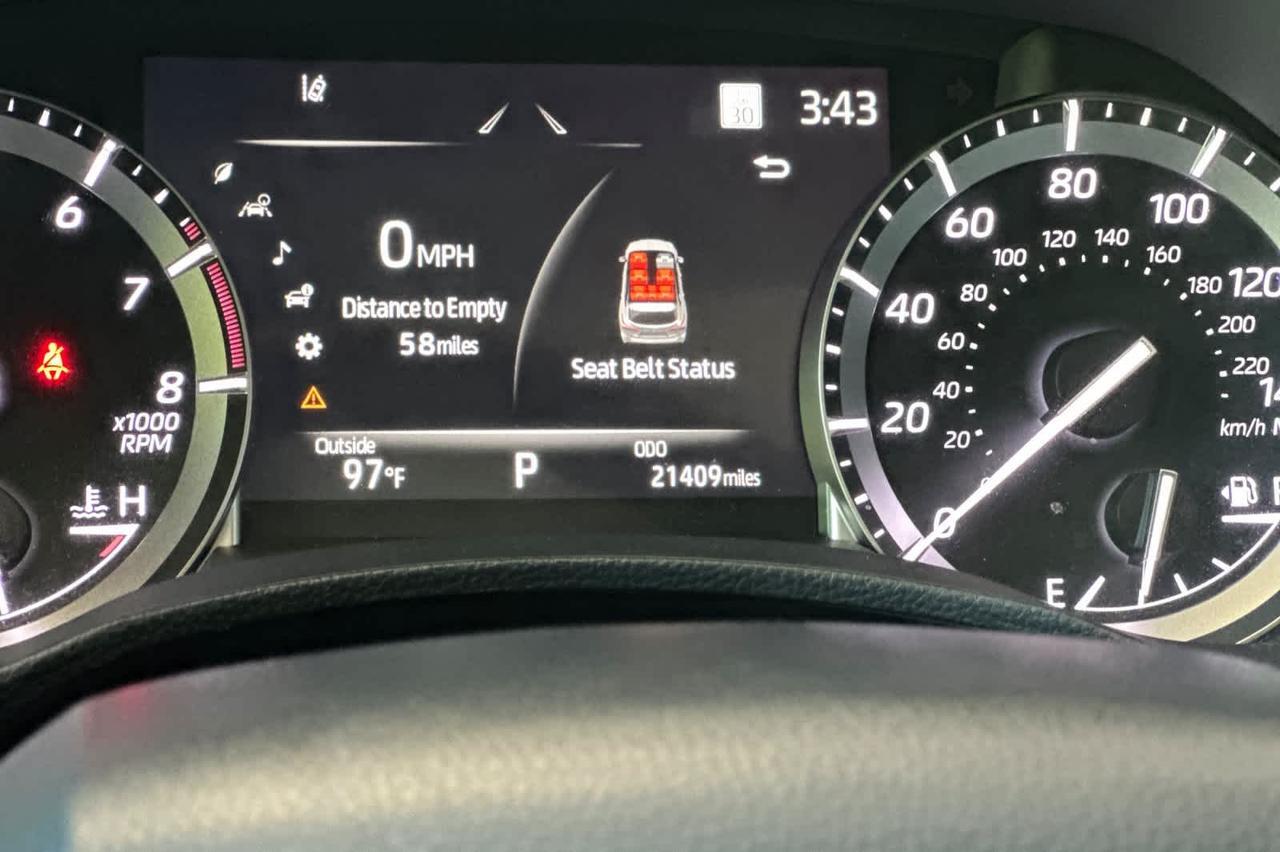 30
3:43
0 MPH
Distance to Empty
58 miles
Seat Belt Status
Outside
97°F
P
ODO
21409 miles
6
7
8
x1000
RPM
H
0
20
40
60
80
100
120
20
40
60
80
100
120
140
160
180
200
220
km/h
E